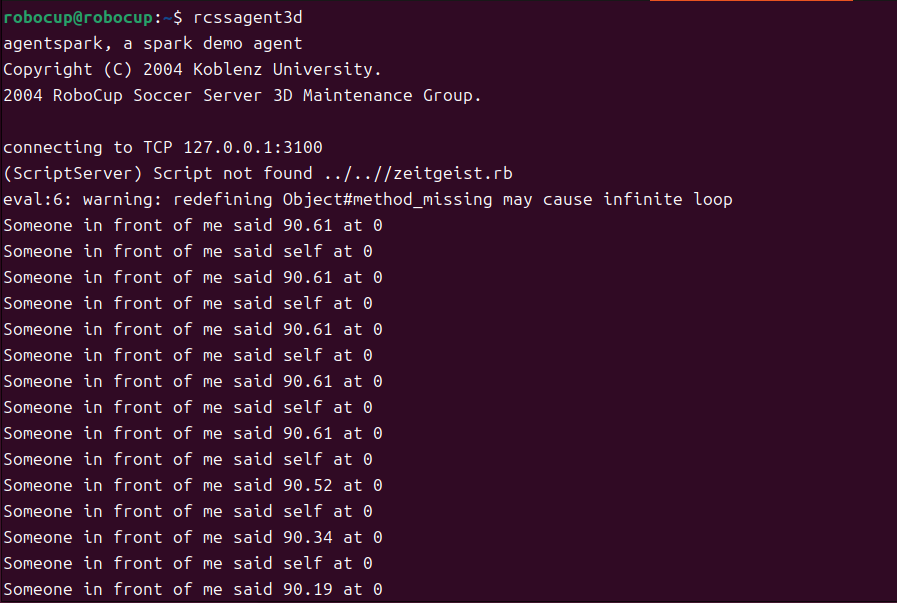 robocup@robocup:~$ rcssagent3d
agentspark, a spark demo agent
Copyright (C) 2004 Koblenz University.
2004 RoboCup Soccer Server 3D Maintenance Group.
connecting to TCP 127.0.0.1:3100
(ScriptServer) Script not found ../..//zeitgeist.rb
eval:6: warning: redefining Object#method_missing may cause infinite loop
Someone in front of me said 90.61 at 0
Someone in front of me said self at 0
Someone in front of me said 90.61 at 0
Someone in front of me said self at 0
Someone in front of me said 90.61 at 0
Someone in front of me said self at 0
Someone in front of me said 90.61 at 0
Someone in front of me said self at 0
Someone in front of me said 90.61 at 0
Someone in front of me said self at 0
Someone in front of me said 90.52 at 0
Someone in front of me said self at 0
Someone in front of me said 90.34 at 0
Someone in front of me said self at 0
Someone in front of me said 90.19 at 0